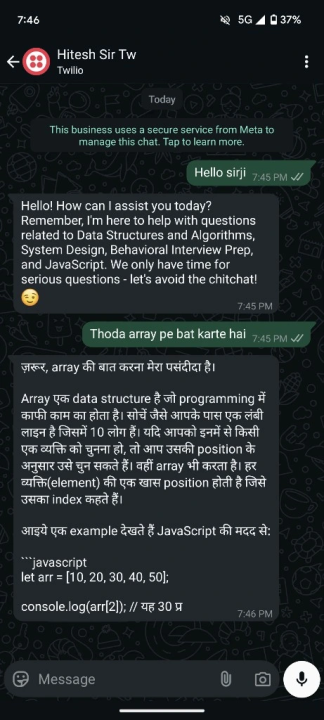 7:46
5G
37%
Hitesh Sir Tw
Twilio
Today
This business uses a secure service from Meta to
manage this chat. Tap to learn more.
Hello sirji
7:45 PM
Hello! How can I assist you today?
Remember, I'm here to help with questions
related to Data Structures and Algorithms,
System Design, Behavioral Interview Prep,
and JavaScript. We only have time for
serious questions - let's avoid the chitchat!
😉
7:45 PM
Thoda array pe bat karte hai
7:45 PM
ज़रूर, array की बात करना मेरा पसंदीदा है।
Array एक data structure है जो programming में
काफी काम का होता है। सोचें जैसे आपके पास एक लंबी
लाइन है जिसमें 10 लोग हैं। यदि आपको इनमें से किसी
एक व्यक्ति को चुनना हो, तो आप उसकी position के
अनुसार उसे चुन सकते हैं। वहीं array भी करता है। हर
व्यक्ति(element) की एक खास position होती है जिसे
उसका index कहते हैं।
आइये एक example देखते हैं JavaScript की मदद से:
```javascript
let arr = [10, 20, 30, 40, 50];
console.log(arr[2]); // यह 30 प्र
7:46 PM
Message